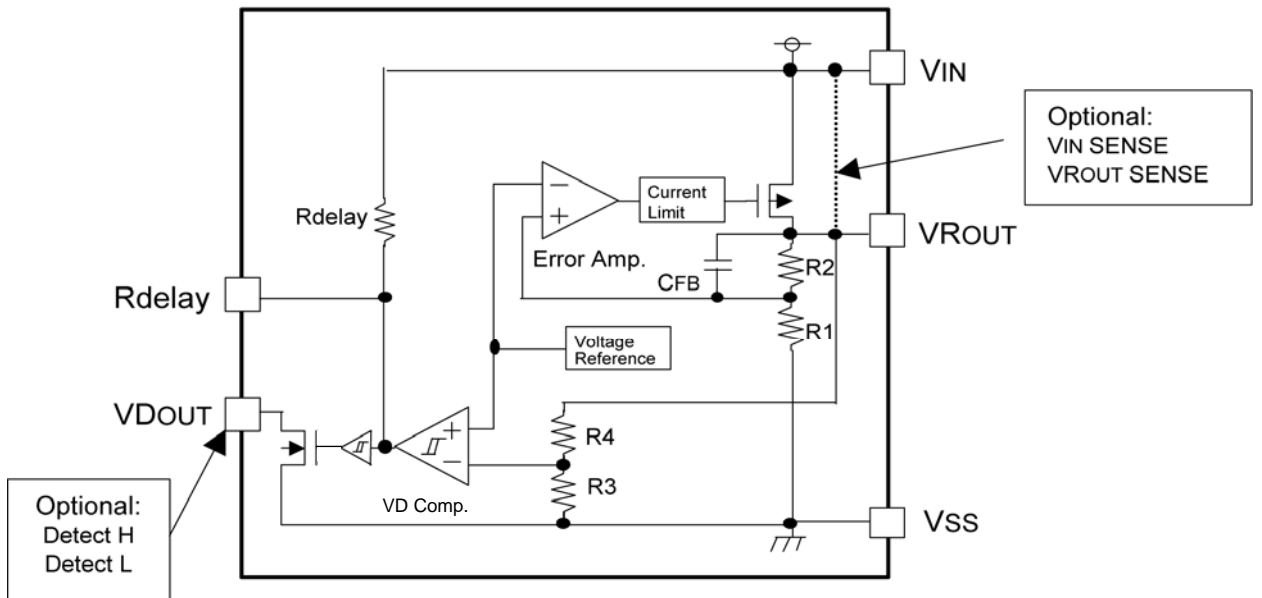 VIN
Optional:
VIN SENSE
VROUT SENSE
Current
Limit
Rdelay
VROUT
Error Amp.
CFB
R2
Rdelay
R1
Voltage
Reference
VDOUT
R4
R3
VD Comp.
Optional:
Detect H
Detect L
VSS